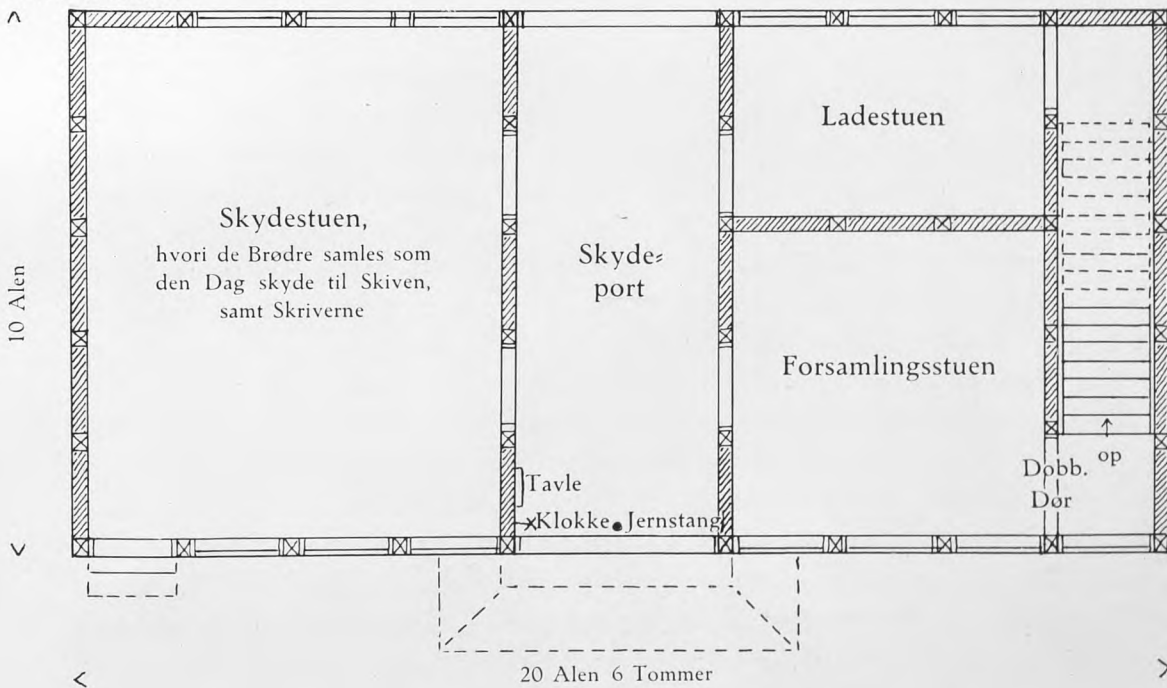 10 Alen
Skydestuen,
hvori de Brødre samles som
den Dag skyde til Skiven,
samt Skriverne
Skyde=
port
Ladestuen
Forsamlingsstuen
Tavle
Klokke
Jernstang
Dobb.
Dør
op
20 Alen 6 Tommer